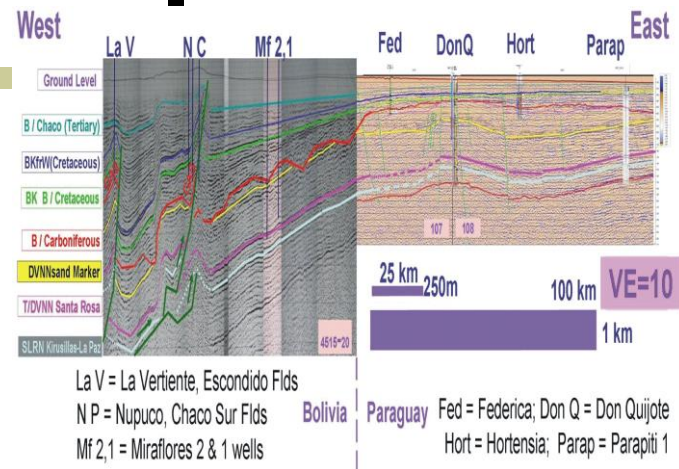 West
East
La V
N C
Mf 2,1
Fed
DonQ
Hort
Parap
Ground Level
B / Chaco (Tertiary)
BKfrW(Cretaceous)
BK B / Cretaceous
B / Carboniferous
DVNNsand Marker
T/DVNN Santa Rosa
SLRN Kirusillas-La Paz
107
108
4515*20
25 km
250m
100 km
1 km
VE=10
La V = La Vertiente, Escondido Flds
N P = Nupuco, Chaco Sur Flds
Mf 2,1 = Miraflores 2 & 1 wells
Bolivia
Paraguay
Fed = Federica; Don Q = Don Quijote
Hort = Hortensia; Parap = Parapiti 1